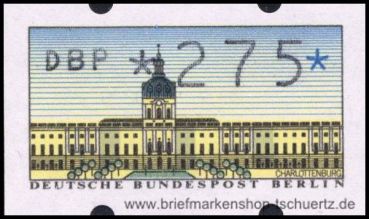 DBP *275*
CHARLOTTENBURG
DEUTSCHE BUNDESPOST BERLIN
www.briefmarkenshop-tschuertz.de